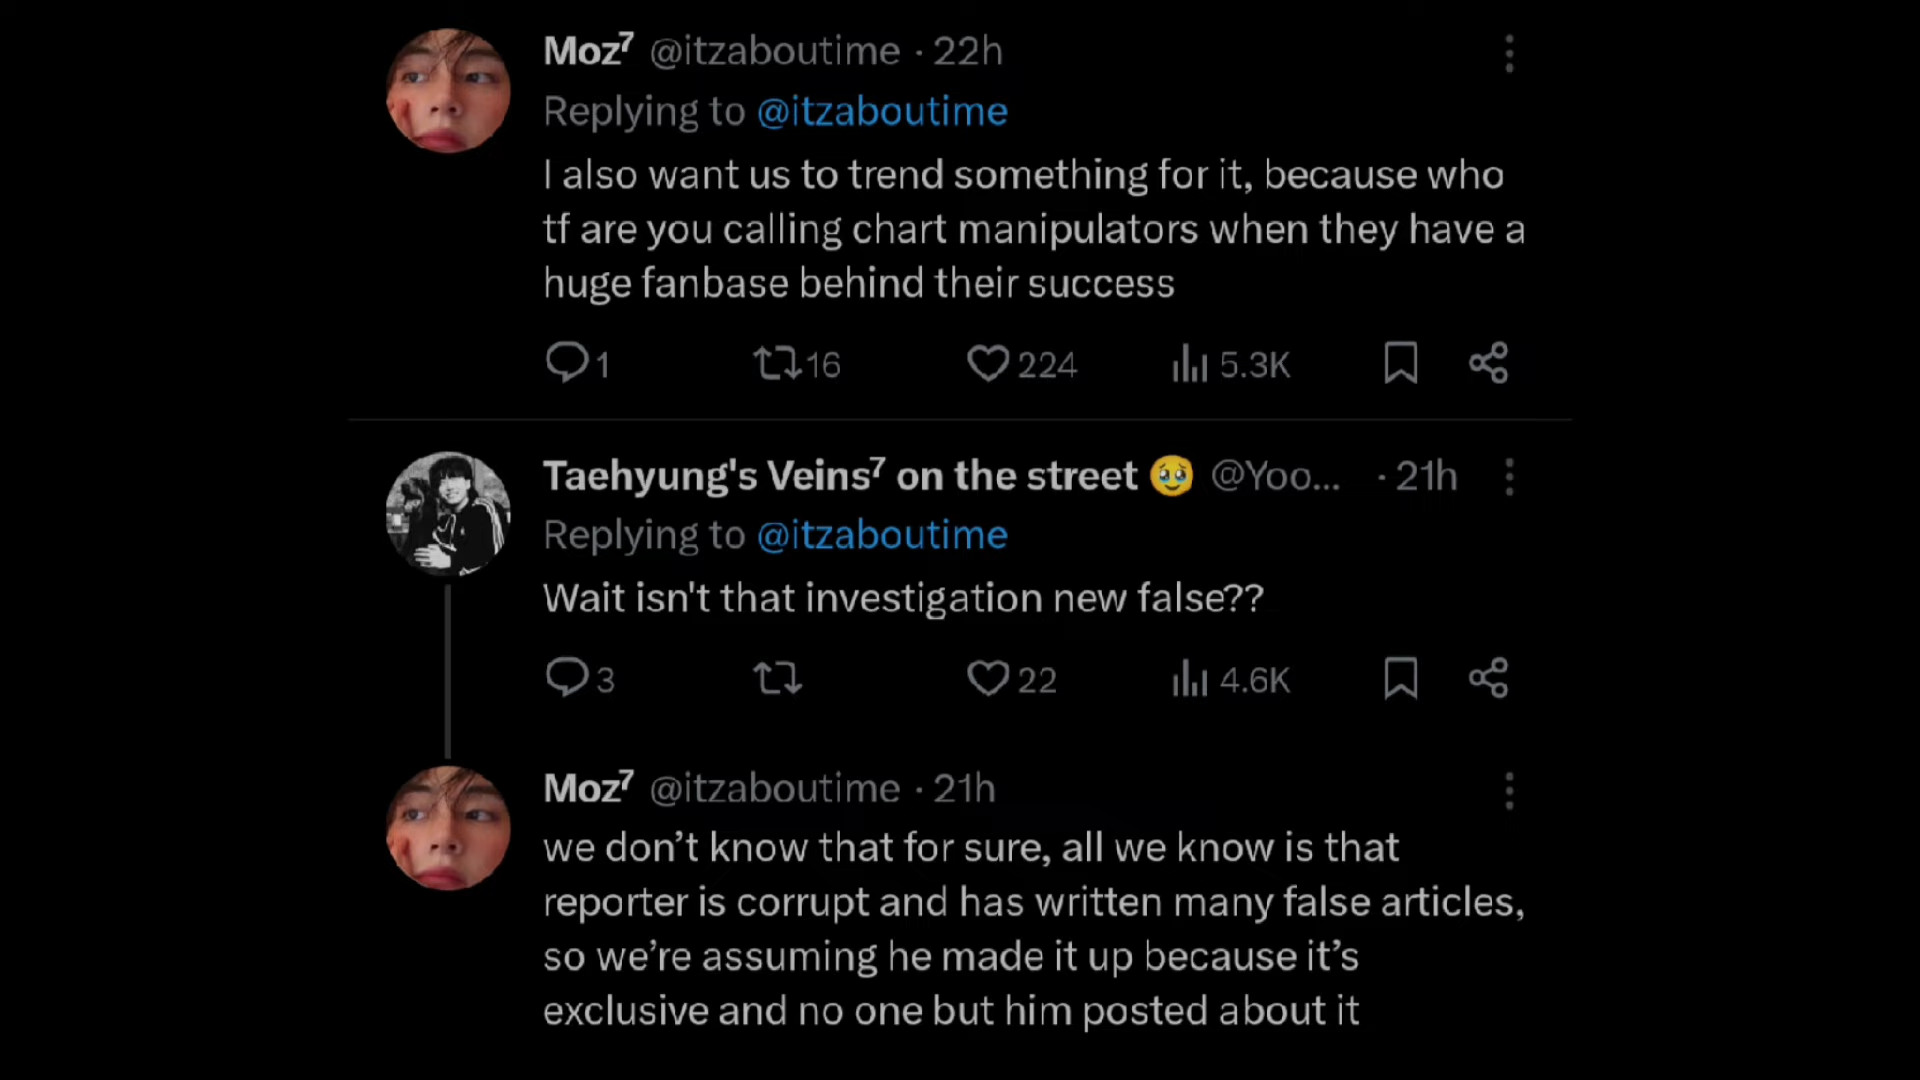 Moz⁷ @itzaboutime · 22h
Replying to @itzaboutime
I also want us to trend something for it, because who
tf are you calling chart manipulators when they have a
huge fanbase behind their success
1 16 224 5.3K
Taehyung's Veins⁷ on the street 🥹 @Yoo... · 21h
Replying to @itzaboutime
Wait isn't that investigation new false??
3 22 4.6K
Moz⁷ @itzaboutime · 21h
we don’t know that for sure, all we know is that
reporter is corrupt and has written many false articles,
so we’re assuming he made it up because it’s
exclusive and no one but him posted about it